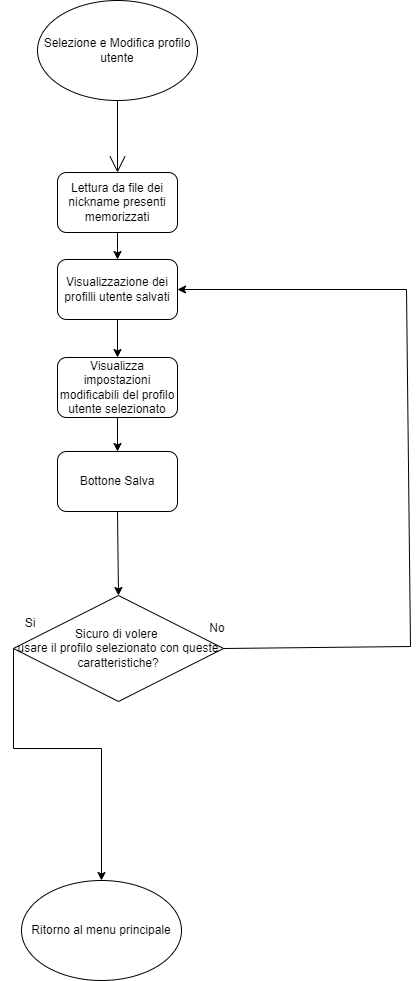 Selezione e Modifica profilo
utente
Lettura da file dei
nickname presenti
memorizzati
Visualizzazione dei
profilli utente salvati
Visualizza
impostazioni
modificabili del profilo
utente selezionato
Bottone Salva
Si
No
Sicuro di volere
usare il profilo selezionato con queste
caratteristiche?
Ritorno al menu principale